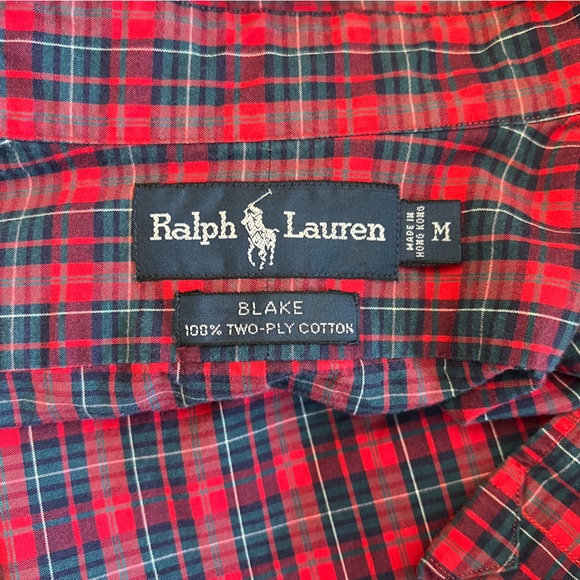 Ralph Lauren
MADE IN
HONG KONG
M
BLAKE
100% TWO-PLY COTTON